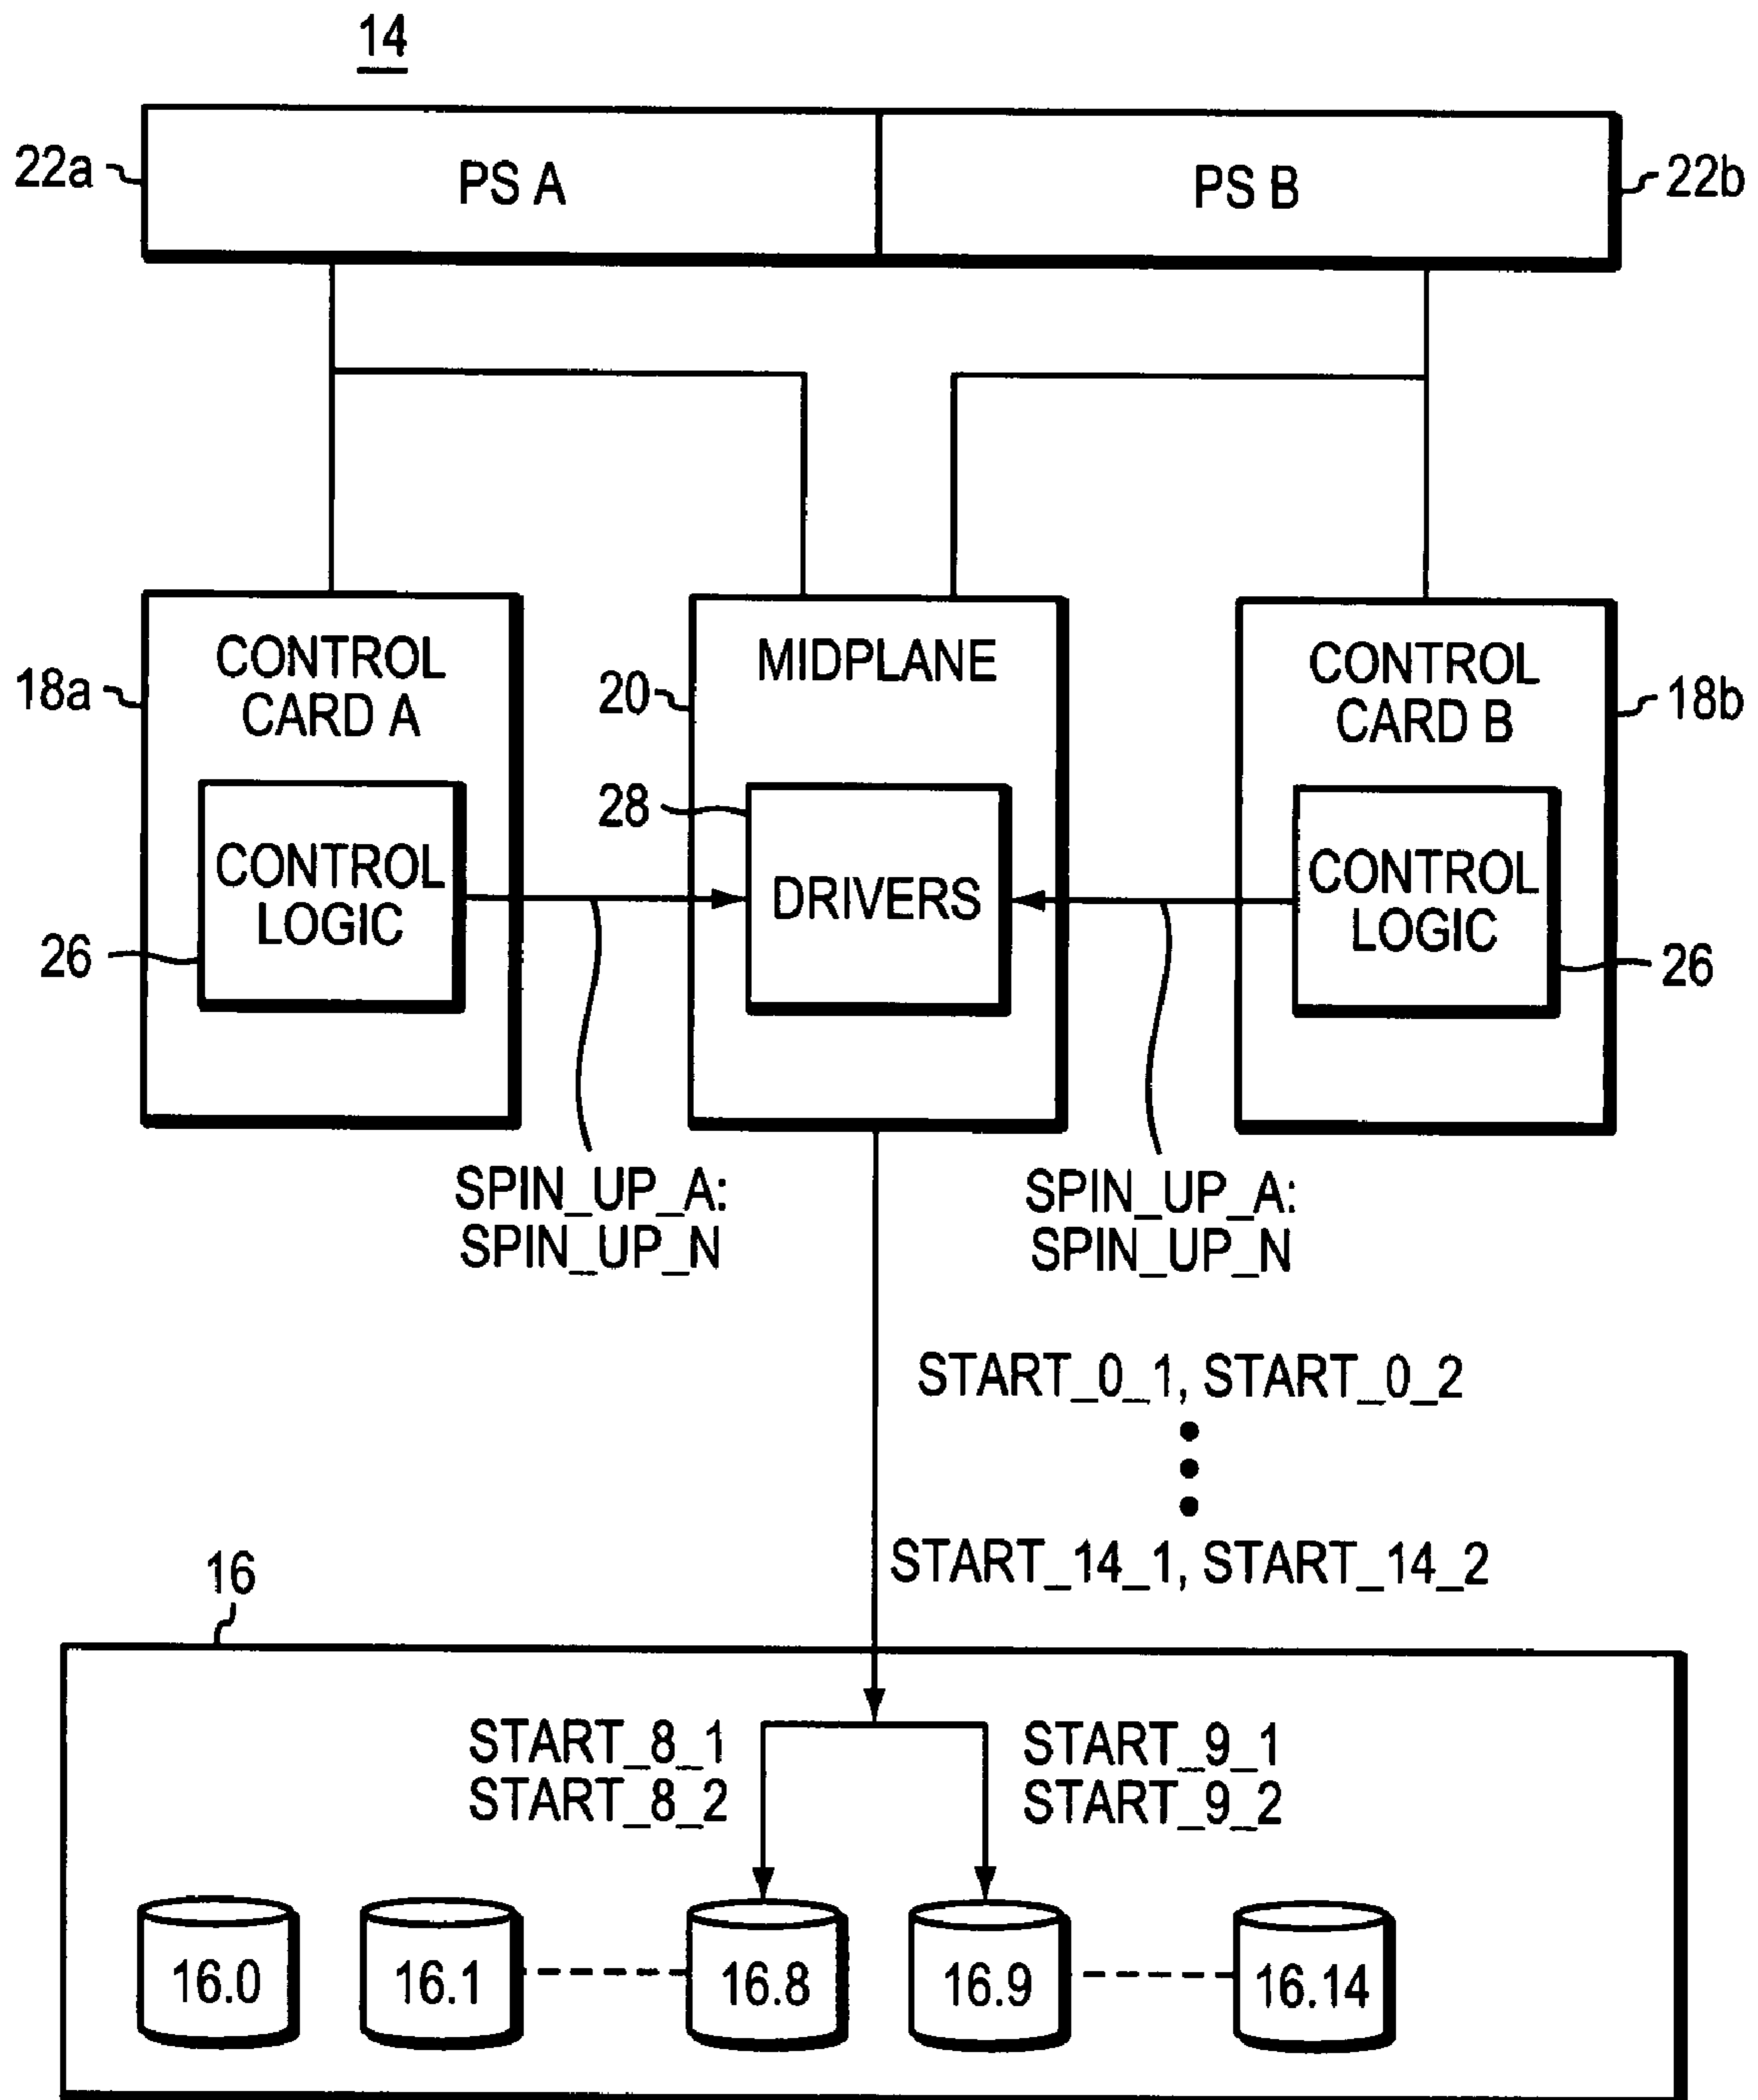 14
22a
PS A
PS B
22b
CONTROL
CARD A
18a
MIDPLANE
20
CONTROL
CARD B
18b
CONTROL
LOGIC
26
28
DRIVERS
CONTROL
LOGIC
26
SPIN_UP_A:
SPIN_UP_N
SPIN_UP_A:
SPIN_UP_N
START_0_1, START_0_2
START_14_1, START_14_2
16
START_8_1
START_8_2
START_9_1
START_9_2
16.0
16.1
16.8
16.9
16.14